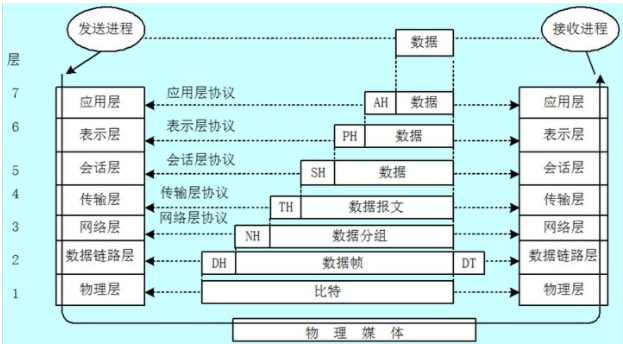 发送进程
接收进程
数据
层
7
应用层
应用层协议
AH
数据
应用层
6
表示层
表示层协议
PH
数据
表示层
5
会话层
会话层协议
SH
数据
会话层
4
传输层
传输层协议
TH
数据报文
传输层
3
网络层
网络层协议
NH
数据分组
网络层
2
数据链路层
DH
数据帧
DT
数据链路层
1
物理层
比特
物理层
物 理 媒 体